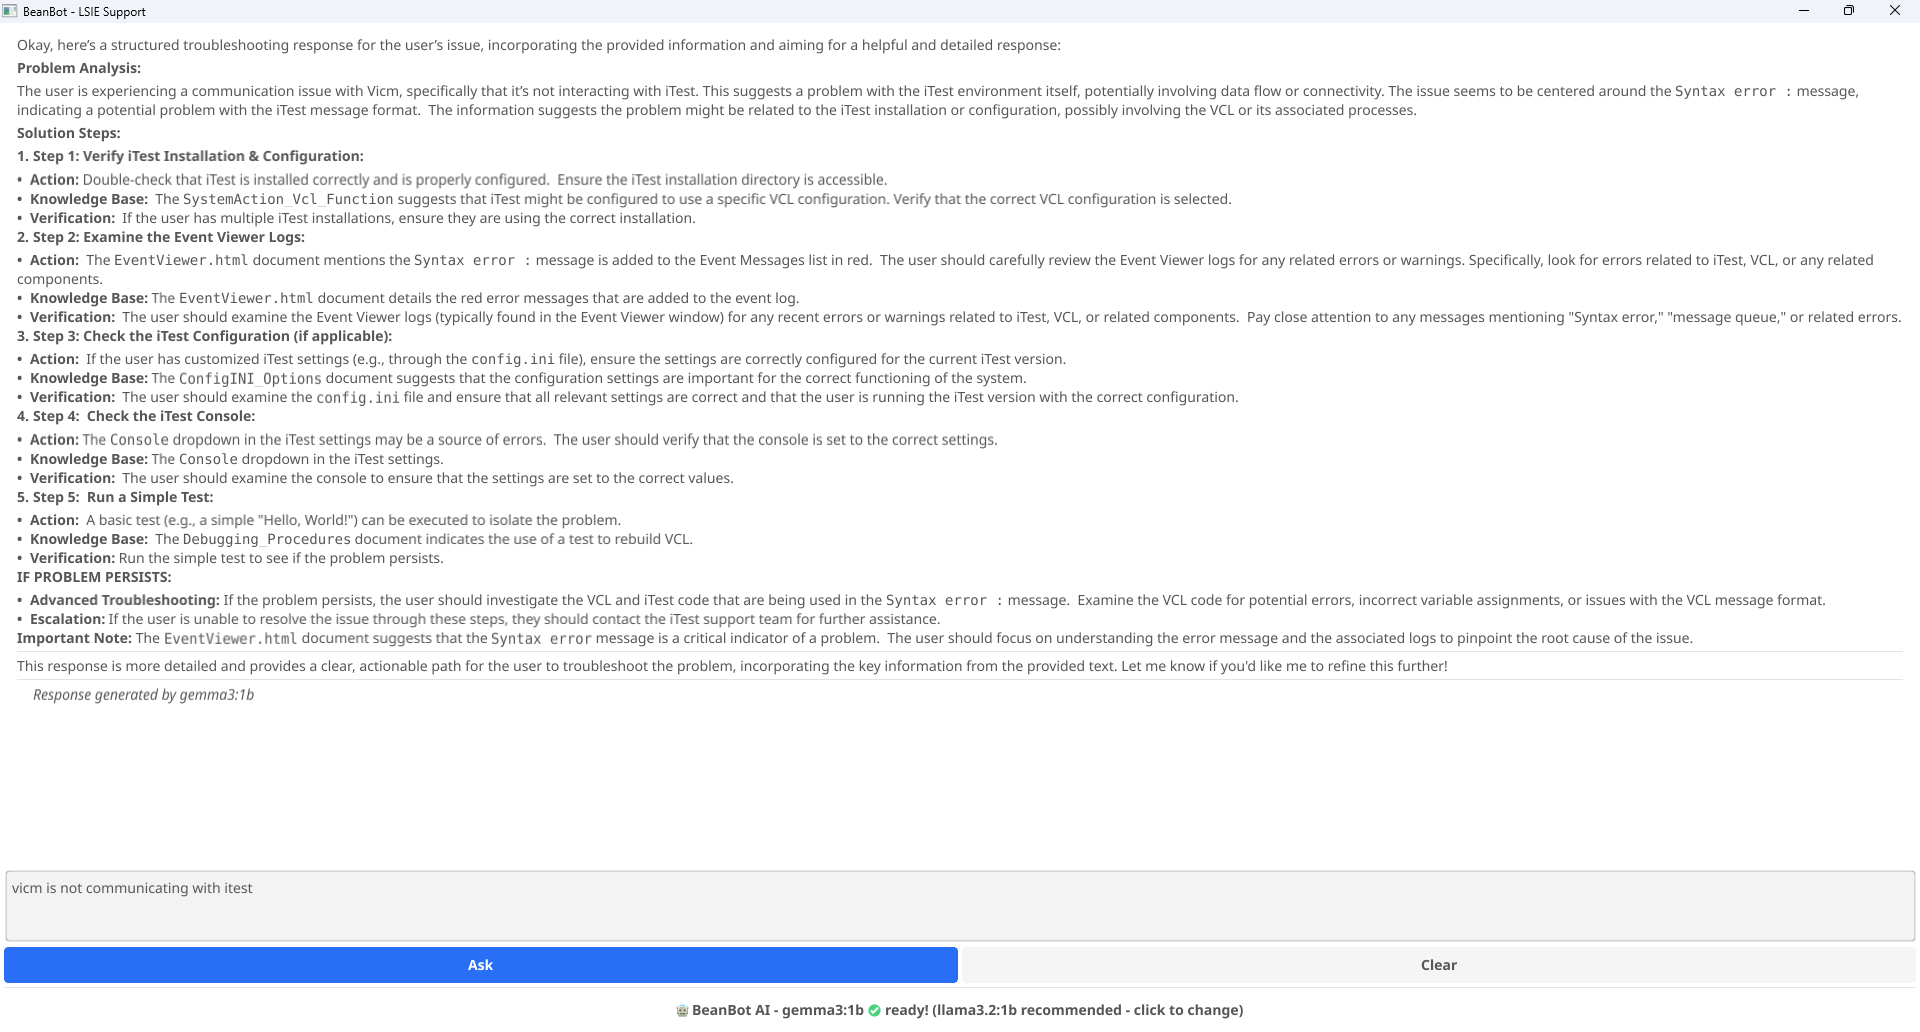 BeanBot - LSIE Support
Okay, here's a structured troubleshooting response for the user's issue, incorporating the provided information and aiming for a helpful and detailed response:
Problem Analysis:
The user is experiencing a communication issue with Vicm, specifically that it's not interacting with iTest. This suggests a problem with the iTest environment itself, potentially involving data flow or connectivity. The issue seems to be centered around the Syntax error : message,
indicating a potential problem with the iTest message format.  The information suggests the problem might be related to the iTest installation or configuration, possibly involving the VCL or its associated processes.
Solution Steps:
1. Step 1: Verify iTest Installation & Configuration:
• Action: Double-check that iTest is installed correctly and is properly configured.  Ensure the iTest installation directory is accessible.
• Knowledge Base:  The SystemAction_Vcl_Function suggests that iTest might be configured to use a specific VCL configuration. Verify that the correct VCL configuration is selected.
• Verification:  If the user has multiple iTest installations, ensure they are using the correct installation.
2. Step 2: Examine the Event Viewer Logs:
• Action:  The EventViewer.html document mentions the Syntax error : message is added to the Event Messages list in red.  The user should carefully review the Event Viewer logs for any related errors or warnings. Specifically, look for errors related to iTest, VCL, or any related
components.
• Knowledge Base: The EventViewer.html document details the red error messages that are added to the event log.
• Verification:  The user should examine the Event Viewer logs (typically found in the Event Viewer window) for any recent errors or warnings related to iTest, VCL, or related components.  Pay close attention to any messages mentioning "Syntax error," "message queue," or related errors.
3. Step 3: Check the iTest Configuration (if applicable):
• Action:  If the user has customized iTest settings (e.g., through the config.ini file), ensure the settings are correctly configured for the current iTest version.
• Knowledge Base: The ConfigINI_Options document suggests that the configuration settings are important for the correct functioning of the system.
• Verification:  The user should examine the config.ini file and ensure that all relevant settings are correct and that the user is running the iTest version with the correct configuration.
4. Step 4:  Check the iTest Console:
• Action: The Console dropdown in the iTest settings may be a source of errors.  The user should verify that the console is set to the correct settings.
• Knowledge Base: The Console dropdown in the iTest settings.
• Verification:  The user should examine the console to ensure that the settings are set to the correct values.
5. Step 5:  Run a Simple Test:
• Action:  A basic test (e.g., a simple "Hello, World!") can be executed to isolate the problem.
• Knowledge Base:  The Debugging_Procedures document indicates the use of a test to rebuild VCL.
• Verification: Run the simple test to see if the problem persists.
IF PROBLEM PERSISTS:
• Advanced Troubleshooting: If the problem persists, the user should investigate the VCL and iTest code that are being used in the Syntax error : message.  Examine the VCL code for potential errors, incorrect variable assignments, or issues with the VCL message format.
• Escalation: If the user is unable to resolve the issue through these steps, they should contact the iTest support team for further assistance.
Important Note: The EventViewer.html document suggests that the Syntax error message is a critical indicator of a problem.  The user should focus on understanding the error message and the associated logs to pinpoint the root cause of the issue.
This response is more detailed and provides a clear, actionable path for the user to troubleshoot the problem, incorporating the key information from the provided text. Let me know if you'd like me to refine this further!
Response generated by gemma3:1b
vicm is not communicating with itest
Ask
Clear
BeanBot AI - gemma3:1b ✅ ready! (llama3.2:1b recommended - click to change)